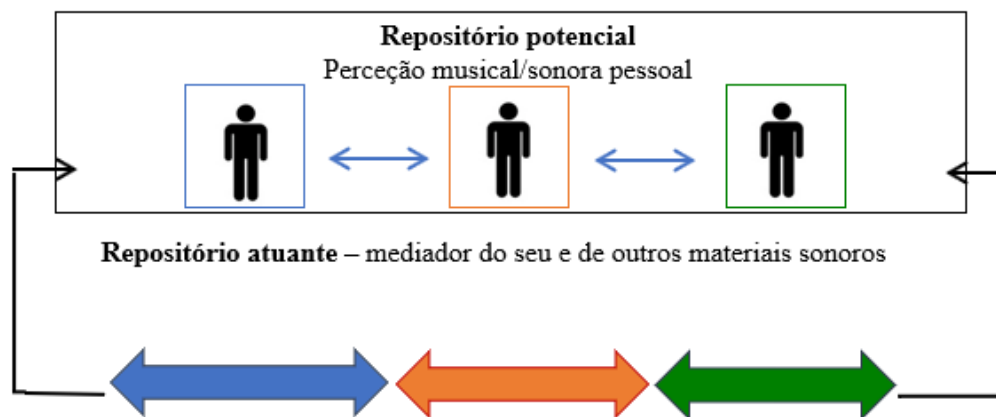 Repositório potencial
Perceção musical/sonora pessoal
Repositório atuante – mediador do seu e de outros materiais sonoros